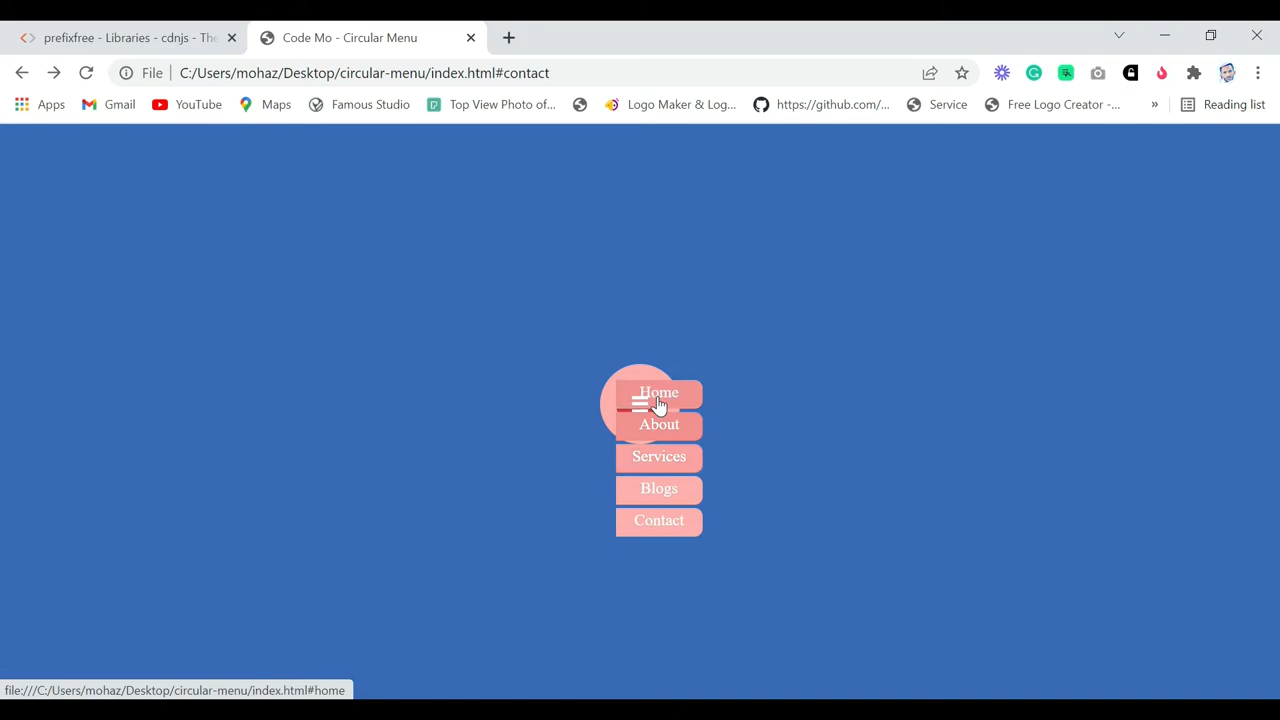 prefixfree - Libraries - cdnjs - The
Code Mo - Circular Menu
File
C:/Users/mohaz/Desktop/circular-menu/index.html#contact
Apps
Gmail
YouTube
Maps
Famous Studio
Top View Photo of...
Logo Maker & Log...
https://github.com/...
Service
Free Logo Creator -...
»
Reading list
Home
About
Services
Blogs
Contact
file:///C:/Users/mohaz/Desktop/circular-menu/index.html#home